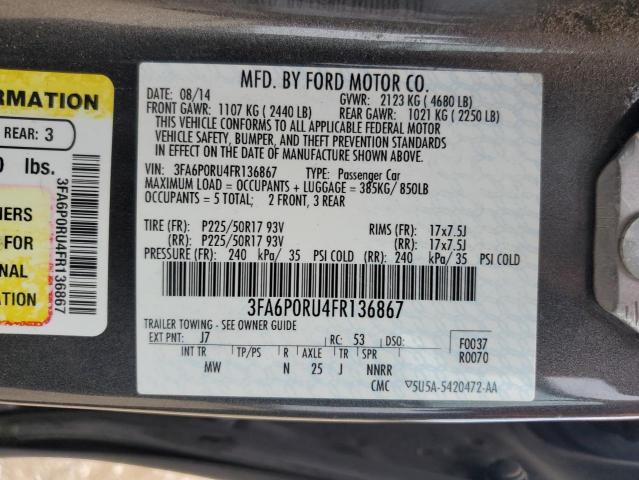 MFD. BY FORD MOTOR CO.
DATE: 08/14 GVWR: 2123 KG (4680 LB)
FRONT GAWR: 1107 KG (2440 LB) REAR GAWR: 1021 KG (2250 LB)
THIS VEHICLE CONFORMS TO ALL APPLICABLE FEDERAL MOTOR
VEHICLE SAFETY, BUMPER, AND THEFT PREVENTION STANDARDS
IN EFFECT ON THE DATE OF MANUFACTURE SHOWN ABOVE.
VIN: 3FA6P0RU4FR136867 TYPE: Passenger Car
MAXIMUM LOAD = OCCUPANTS + LUGGAGE = 385KG/850LB
OCCUPANTS = 5 TOTAL; 2 FRONT, 3 REAR
TIRE (FR): P225/50R17 93V RIMS (FR): 17x7.5J
(RR): P225/50R17 93V (RR): 17x7.5J
PRESSURE (FR): 240 kPa/ 35 PSI COLD (RR): 240 kPa/35 PSI COLD
3FA6P0RU4FR136867
TRAILER TOWING - SEE OWNER GUIDE
EXT PNT: J7 RC: 53 DSO: F0037
R0070
INT TR TP/PS R AXLE TR SPR
MW N 25 J NNRR
CMC ▽5U5A-5420472-AA
ORMATION
REAR: 3
0 lbs.
NERS
FOR
NAL
N
3FA6P0RU4FR136867